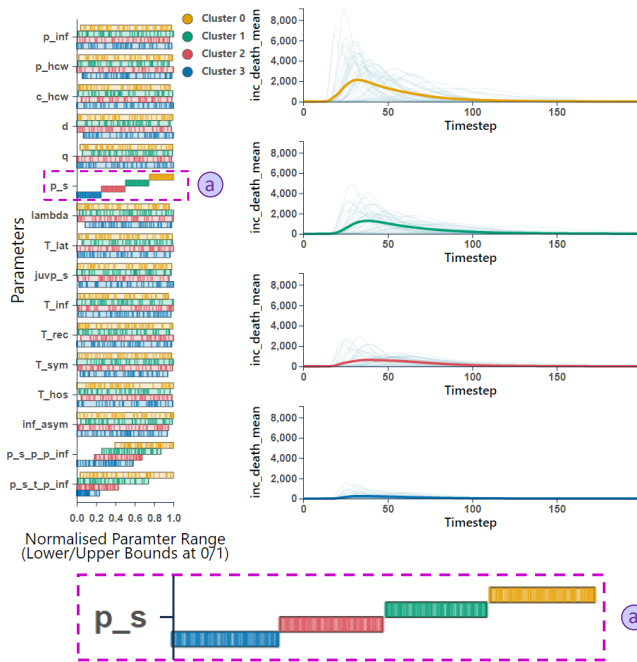 Cluster 0
Cluster 1
Cluster 2
Cluster 3
Parameters
p_inf
p_hcw
c_hcw
d
q
p_s
a
lambda
T_lat
juvp_s
T_inf
T_rec
T_sym
T_hos
inf_asym
p_s_p_p_inf
p_s_t_p_inf
0.0 0.2 0.4 0.6 0.8 1.0
Normalised Paramter Range
(Lower/Upper Bounds at 0/1)
inc_death_mean
8,000
6,000
4,000
2,000
0
0 50 100 150
Timestep
inc_death_mean
8,000
6,000
4,000
2,000
0
0 50 100 150
Timestep
inc_death_mean
8,000
6,000
4,000
2,000
0
0 50 100 150
Timestep
inc_death_mean
8,000
6,000
4,000
2,000
0
0 50 100 150
Timestep
p_s
a